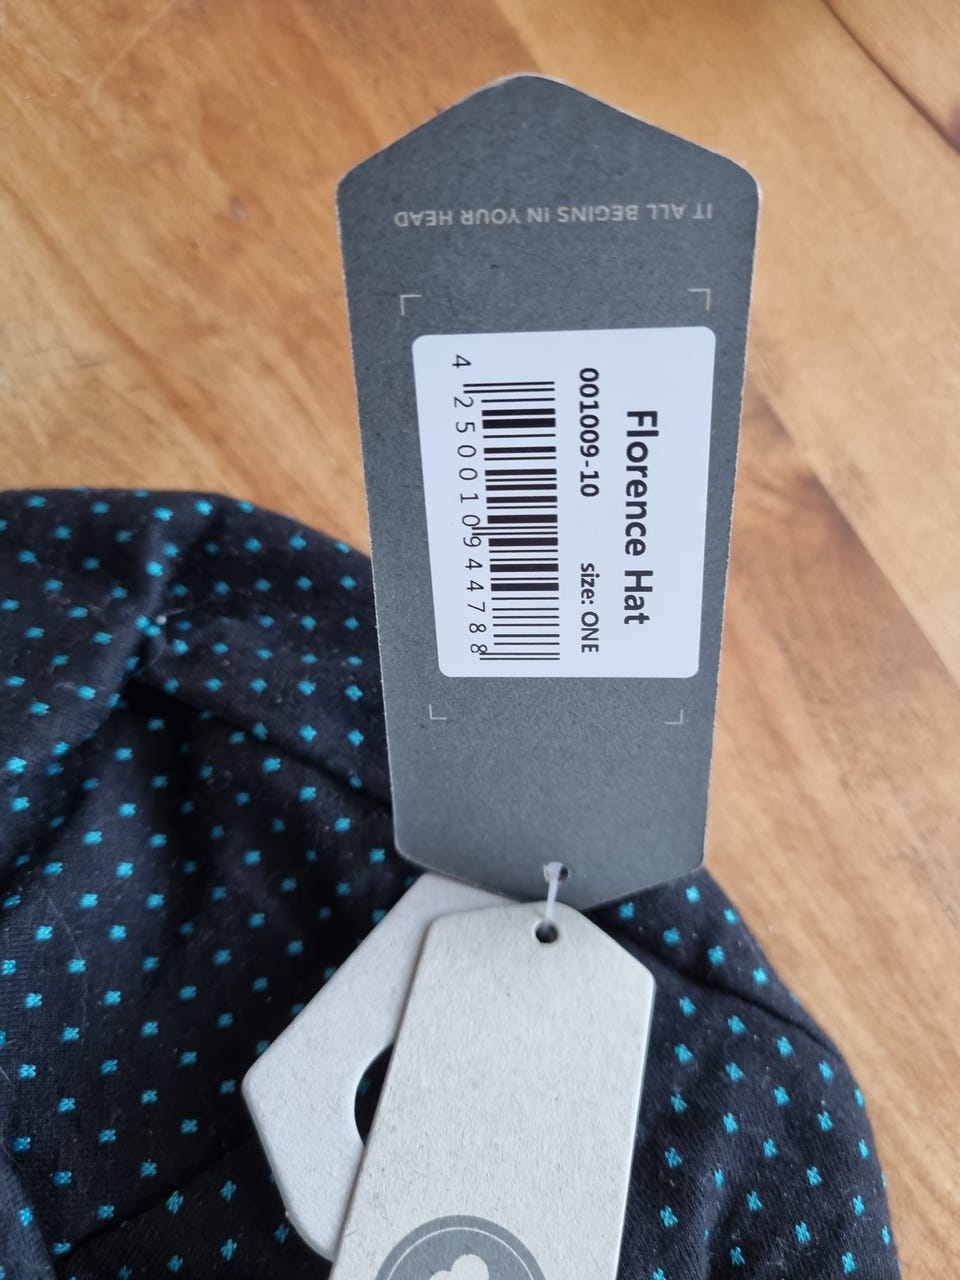 IT ALL BEGINS IN YOUR HEAD
Florence Hat
001009-10 size: ONE
4 250010 944788